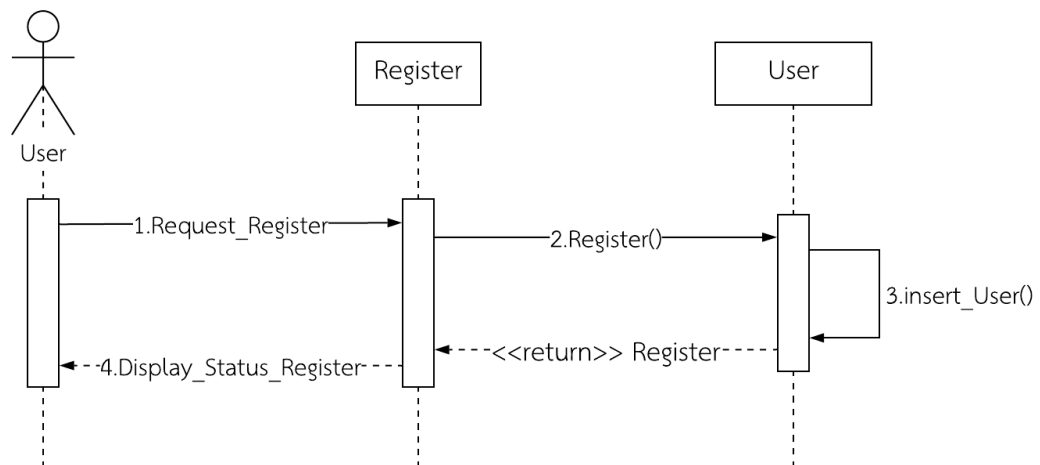 Register
User
User
1.Request_Register
2.Register()
3.insert_User()
<<return>> Register
4.Display_Status_Register